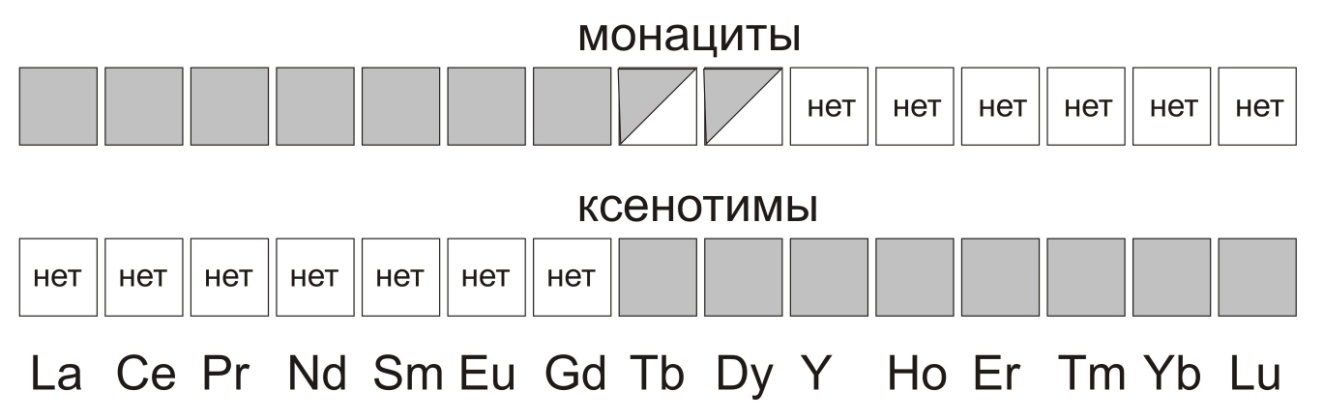 монациты
нет нет нет нет нет нет
ксенотимы
нет нет нет нет нет нет нет
La Ce Pr Nd Sm Eu Gd Tb Dy Y Ho Er Tm Yb Lu